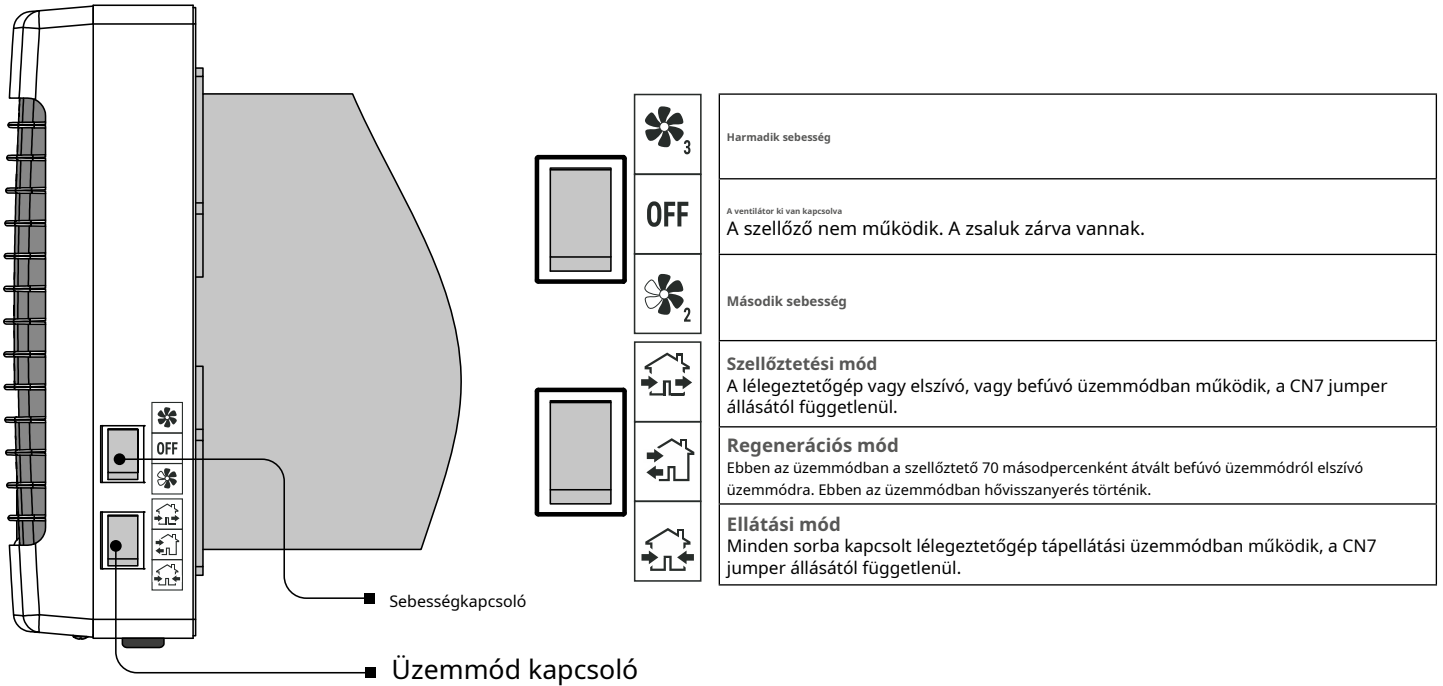 3
Harmadik sebesség
OFF
A ventilátor ki van kapcsolva
A szellőző nem működik. A zsaluk zárva vannak.
2
Második sebesség
Szellőztetési mód
A lélegeztetőgép vagy elszívó, vagy befúvó üzemmódban működik, a CN7 jumper
állásától függetlenül.
Regenerációs mód
Ebben az üzemmódban a szellőztető 70 másodpercenként átvált befúvó üzemmódról elszívó
üzemmódra. Ebben az üzemmódban hővisszanyerés történik.
Ellátási mód
Minden sorba kapcsolt lélegeztetőgép tápellátási üzemmódban működik, a CN7
jumper állásától függetlenül.
OFF
Sebességkapcsoló
Üzemmód kapcsoló